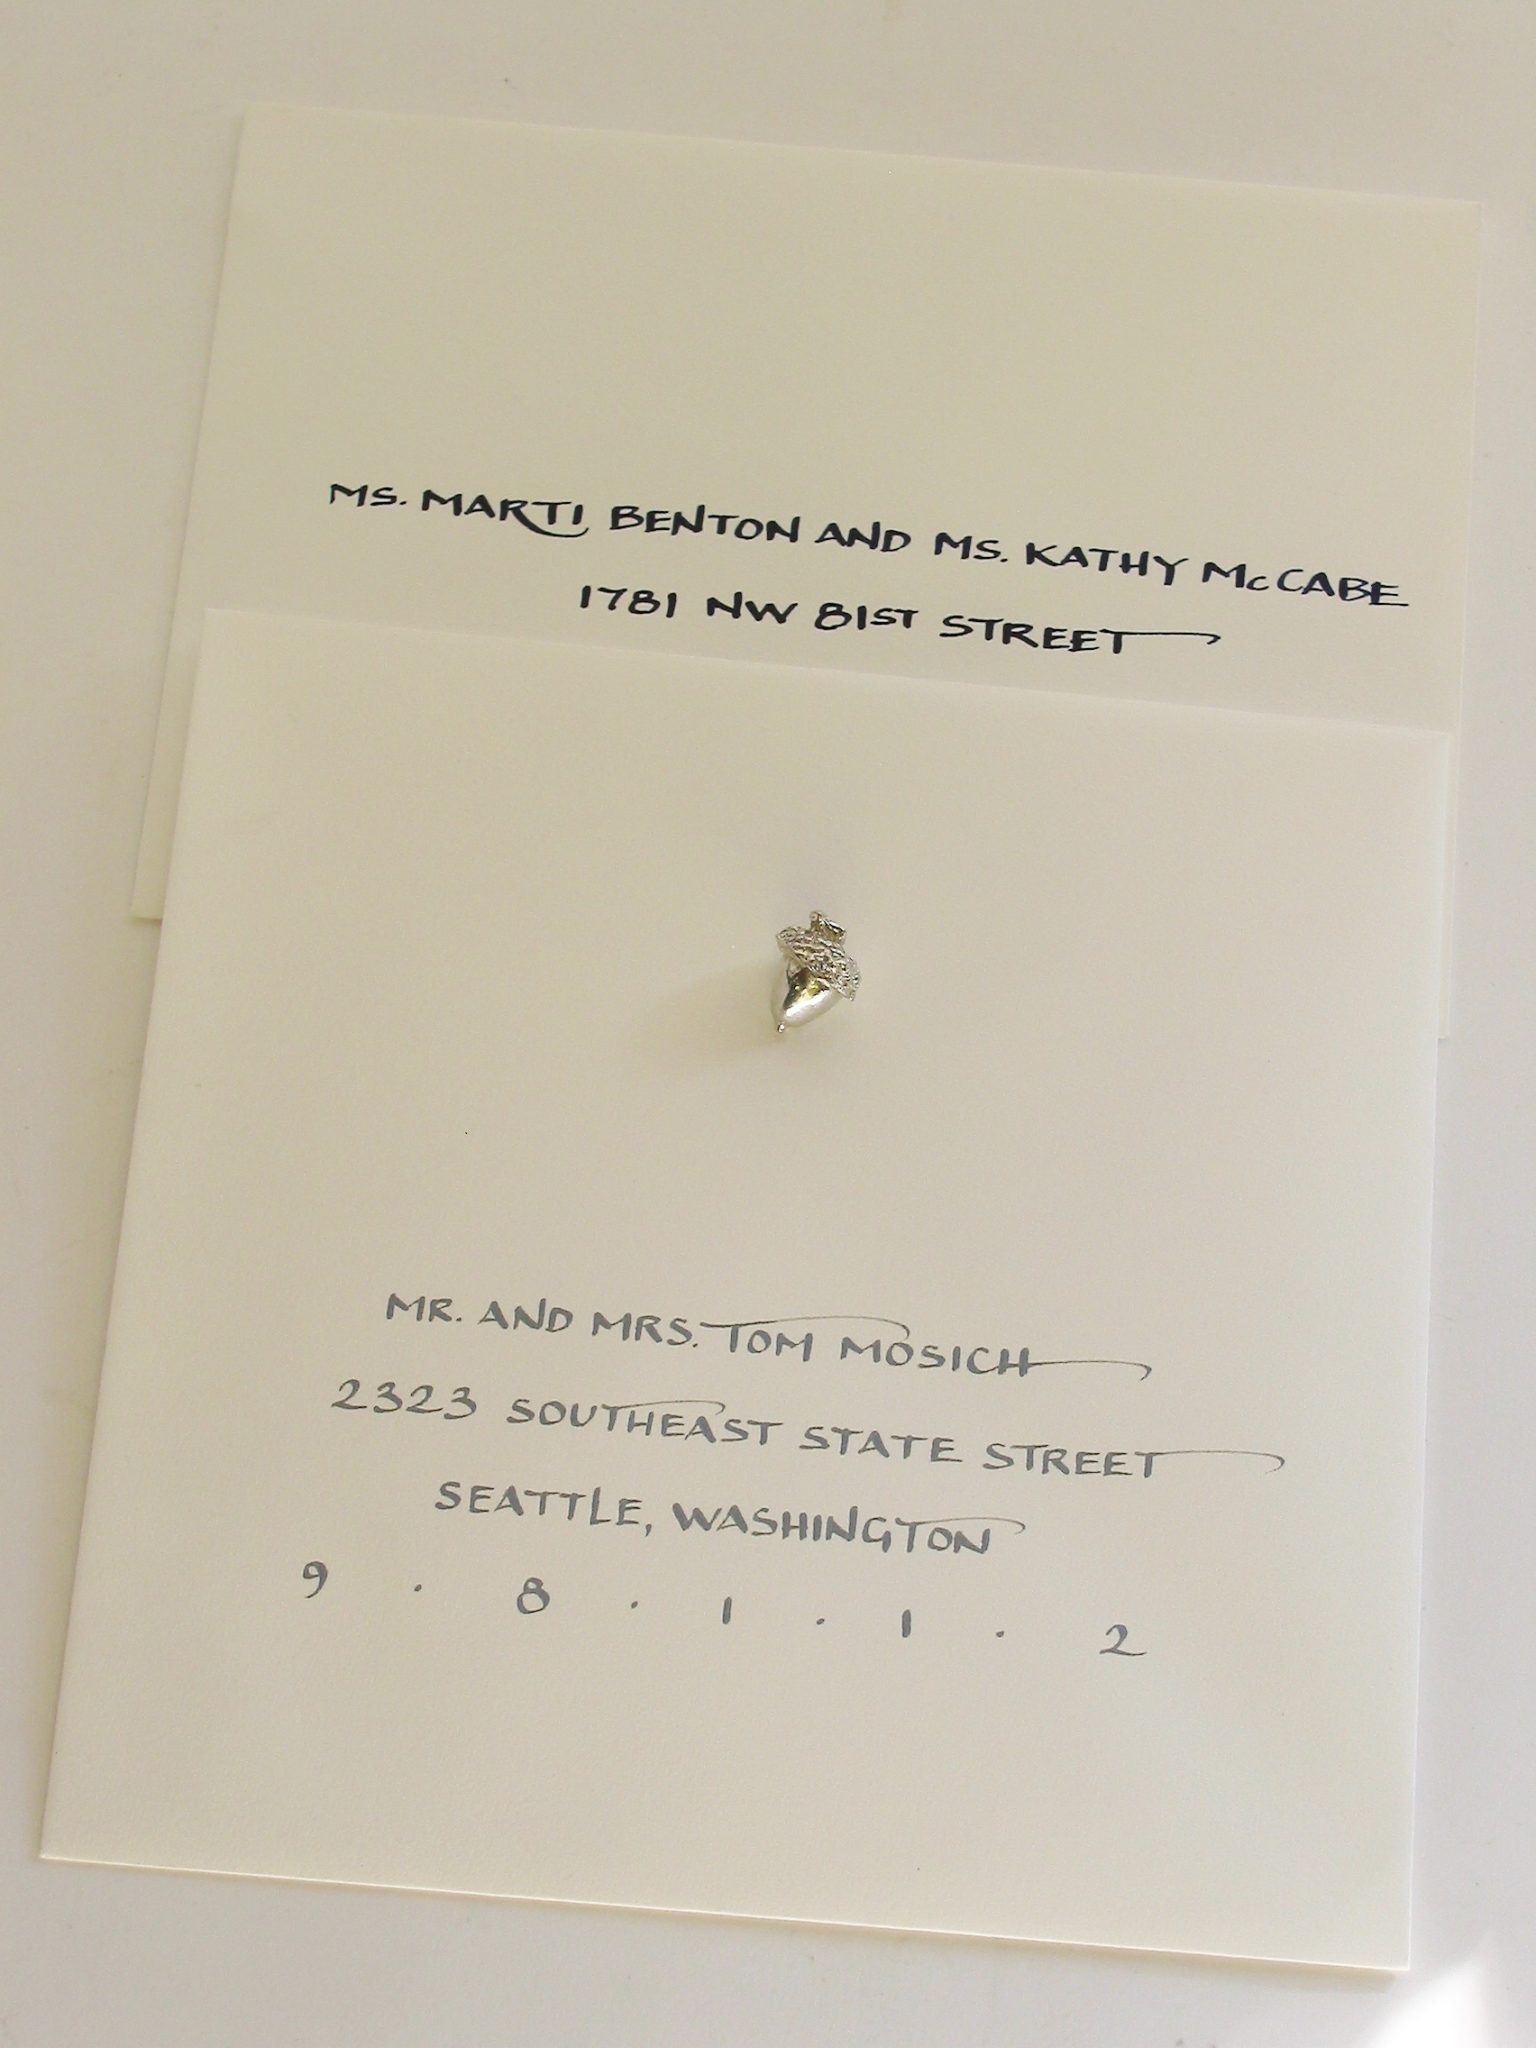 MS. MARTI BENTON AND MS. KATHY McCABE
1781 NW 81ST STREET
MR. AND MRS. TOM MOSICH
2323 SOUTHEAST STATE STREET
SEATTLE, WASHINGTON
9 . 8 . 1 . 1 . 2